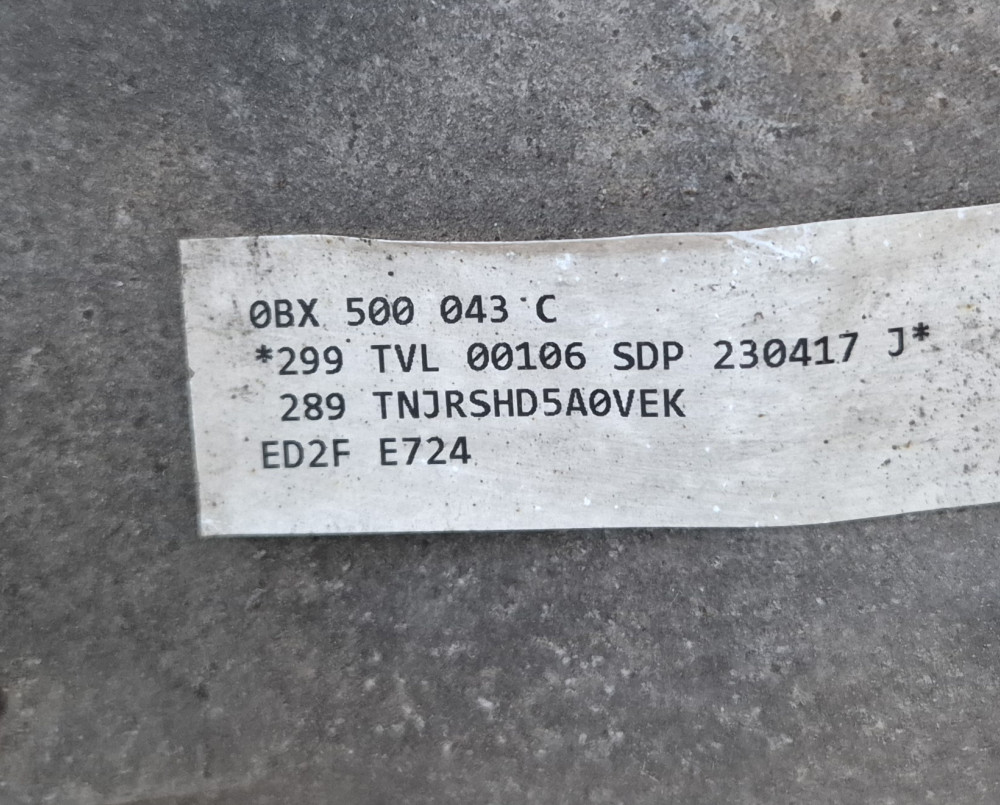 0BX 500 043 C
*299 TVL 00106 SDP 230417 J*
289 TNJRSHD5A0VEK
ED2F E724